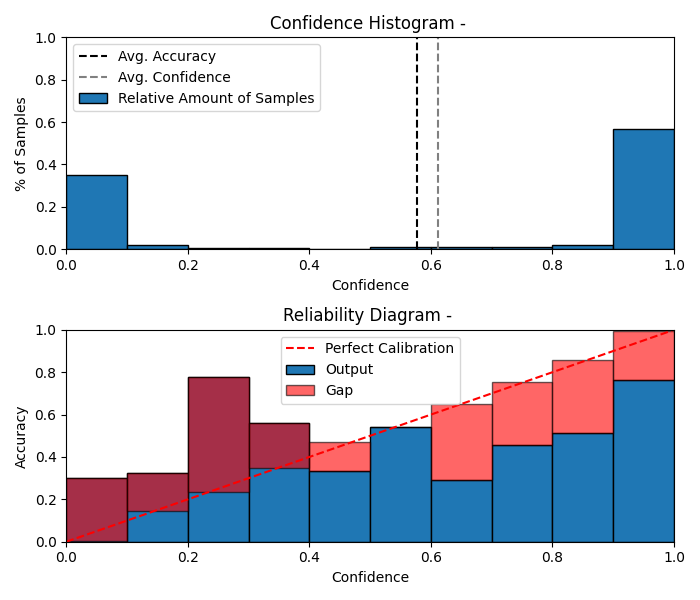 Confidence Histogram -
1.0
0.8
0.6
0.4
0.2
0.0
% of Samples
Avg. Accuracy
Avg. Confidence
Relative Amount of Samples
0.0 0.2 0.4 0.6 0.8 1.0
Confidence
Reliability Diagram -
1.0
0.8
0.6
0.4
0.2
0.0
Accuracy
Perfect Calibration
Output
Gap
0.0 0.2 0.4 0.6 0.8 1.0
Confidence